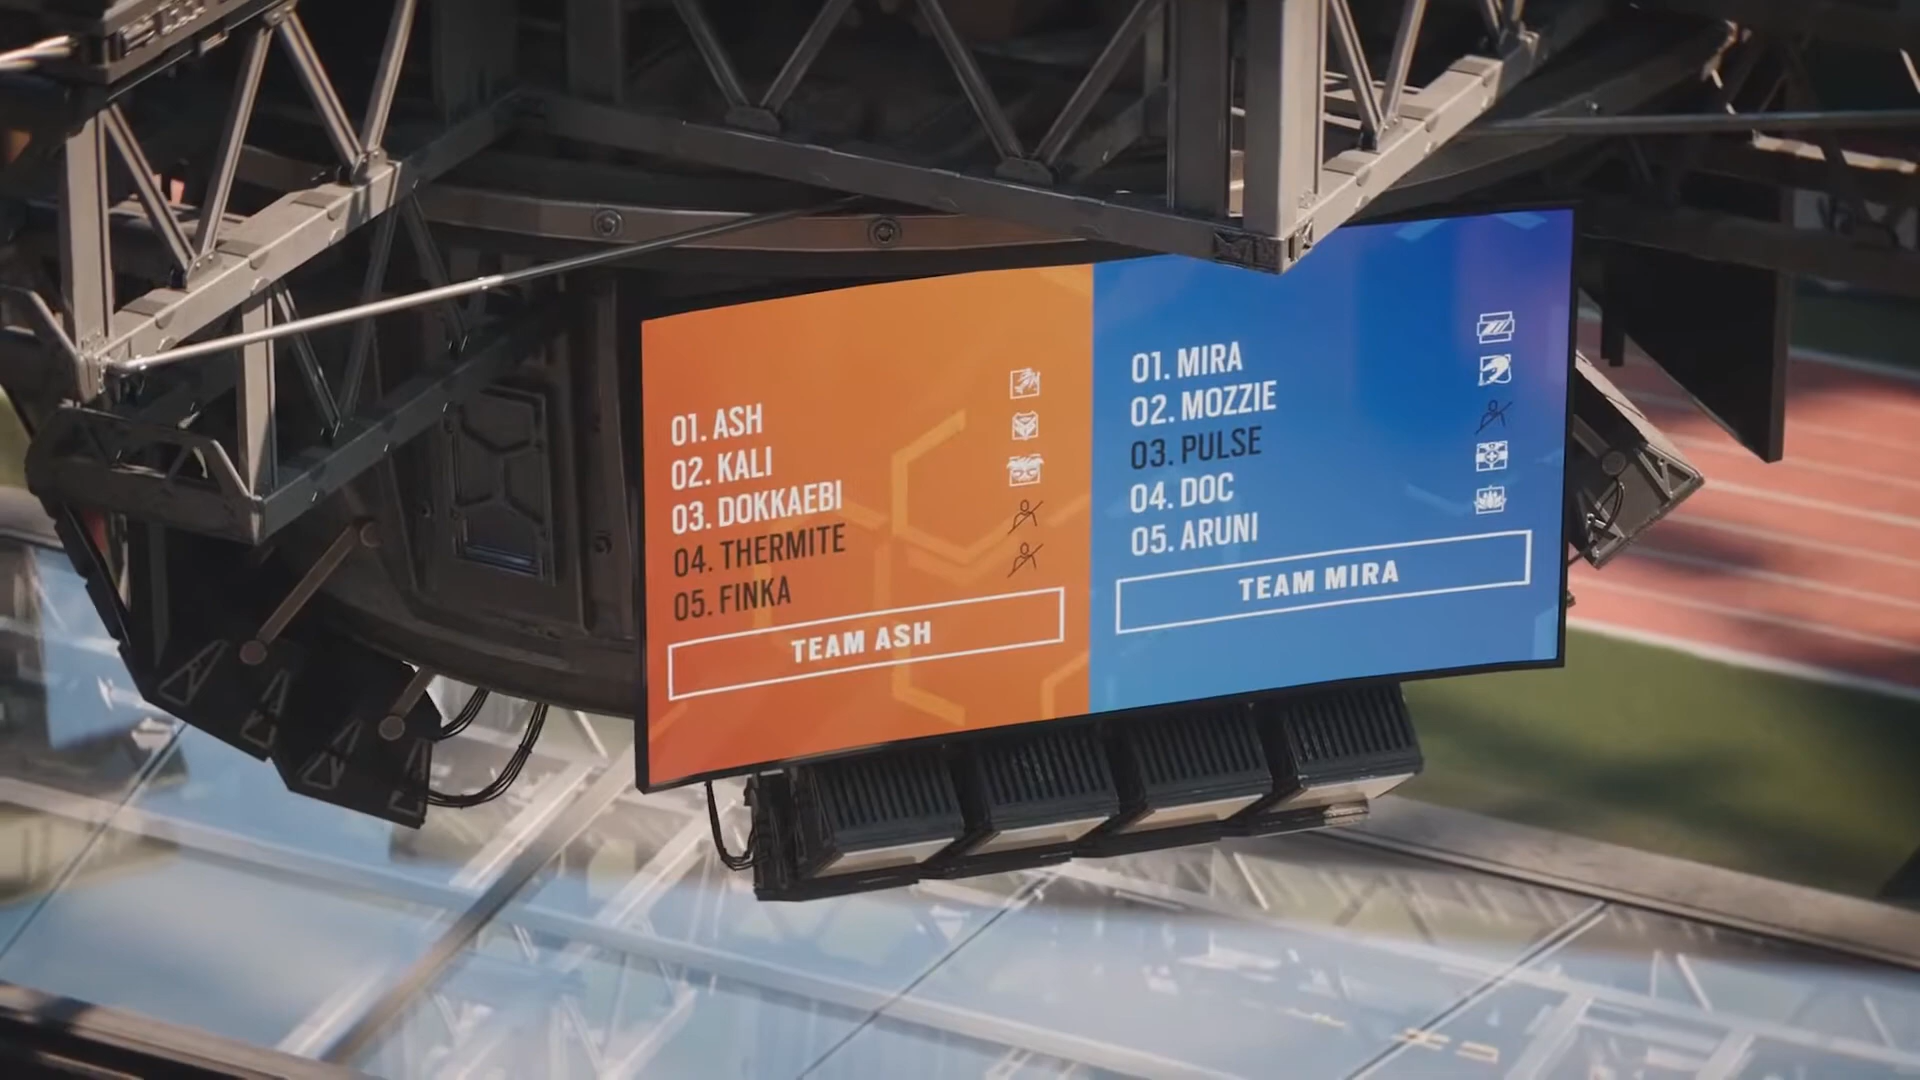 01. ASH
02. KALI
03. DOKKAEBI
04. THERMITE
05. FINKA
TEAM ASH
01. MIRA
02. MOZZIE
03. PULSE
04. DOC
05. ARUNI
TEAM MIRA